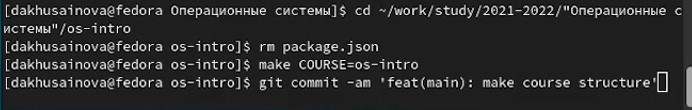 [dakhusainova@fedora Операционные системы]$ cd ~/work/study/2021-2022/"Операционные с
истемы"/os-intro
[dakhusainova@fedora os-intro]$ rm package.json
[dakhusainova@fedora os-intro]$ make COURSE=os-intro
[dakhusainova@fedora os-intro]$ git commit -am 'feat(main): make course structure'